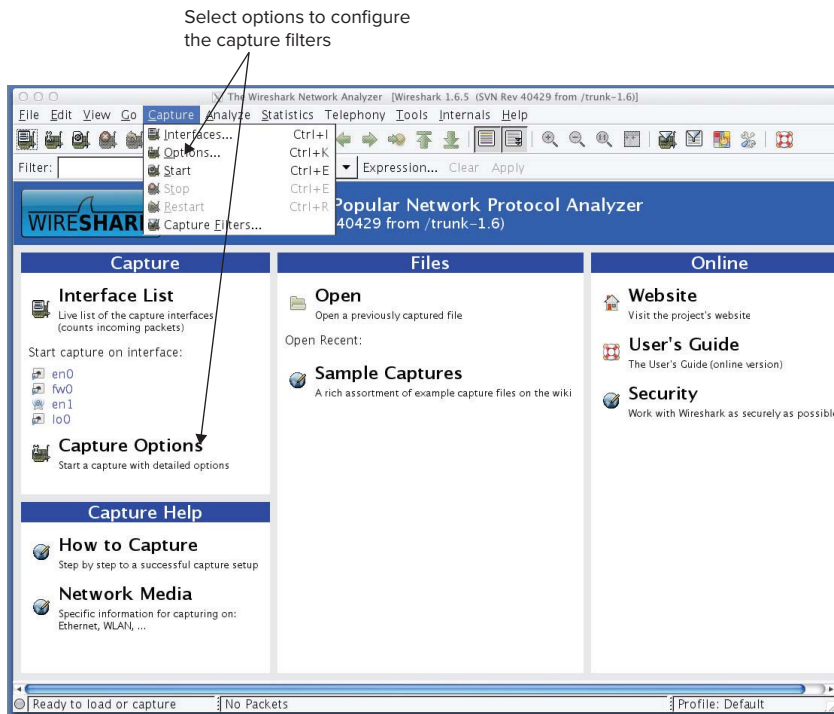 Select options to configure
the capture filters
The Wireshark Network Analyzer [Wireshark 1.6.5 (SVN Rev 40429 from /trunk-1.6)]
File Edit View Go Capture Analyze Statistics Telephony Tools Internals Help
Interfaces... Ctrl+I
Options... Ctrl+K
Start Ctrl+E
Stop Ctrl+E
Restart Ctrl+R
Capture Filters...
Filter: Expression... Clear Apply
WIRESHAR
Popular Network Protocol Analyzer
40429 from /trunk-1.6)
Capture
Interface List
Live list of the capture interfaces
(counts incoming packets)
Start capture on interface:
en0
fw0
en1
lo0
Capture Options
Start a capture with detailed options
Capture Help
How to Capture
Step by step to a successful capture setup
Network Media
Specific information for capturing on:
Ethernet, WLAN, ...
Files
Open
Open a previously captured file
Open Recent:
Sample Captures
A rich assortment of example capture files on the wiki
Online
Website
Visit the project's website
User's Guide
The User's Guide (online version)
Security
Work with Wireshark as securely as possible
Ready to load or capture No Packets Profile: Default